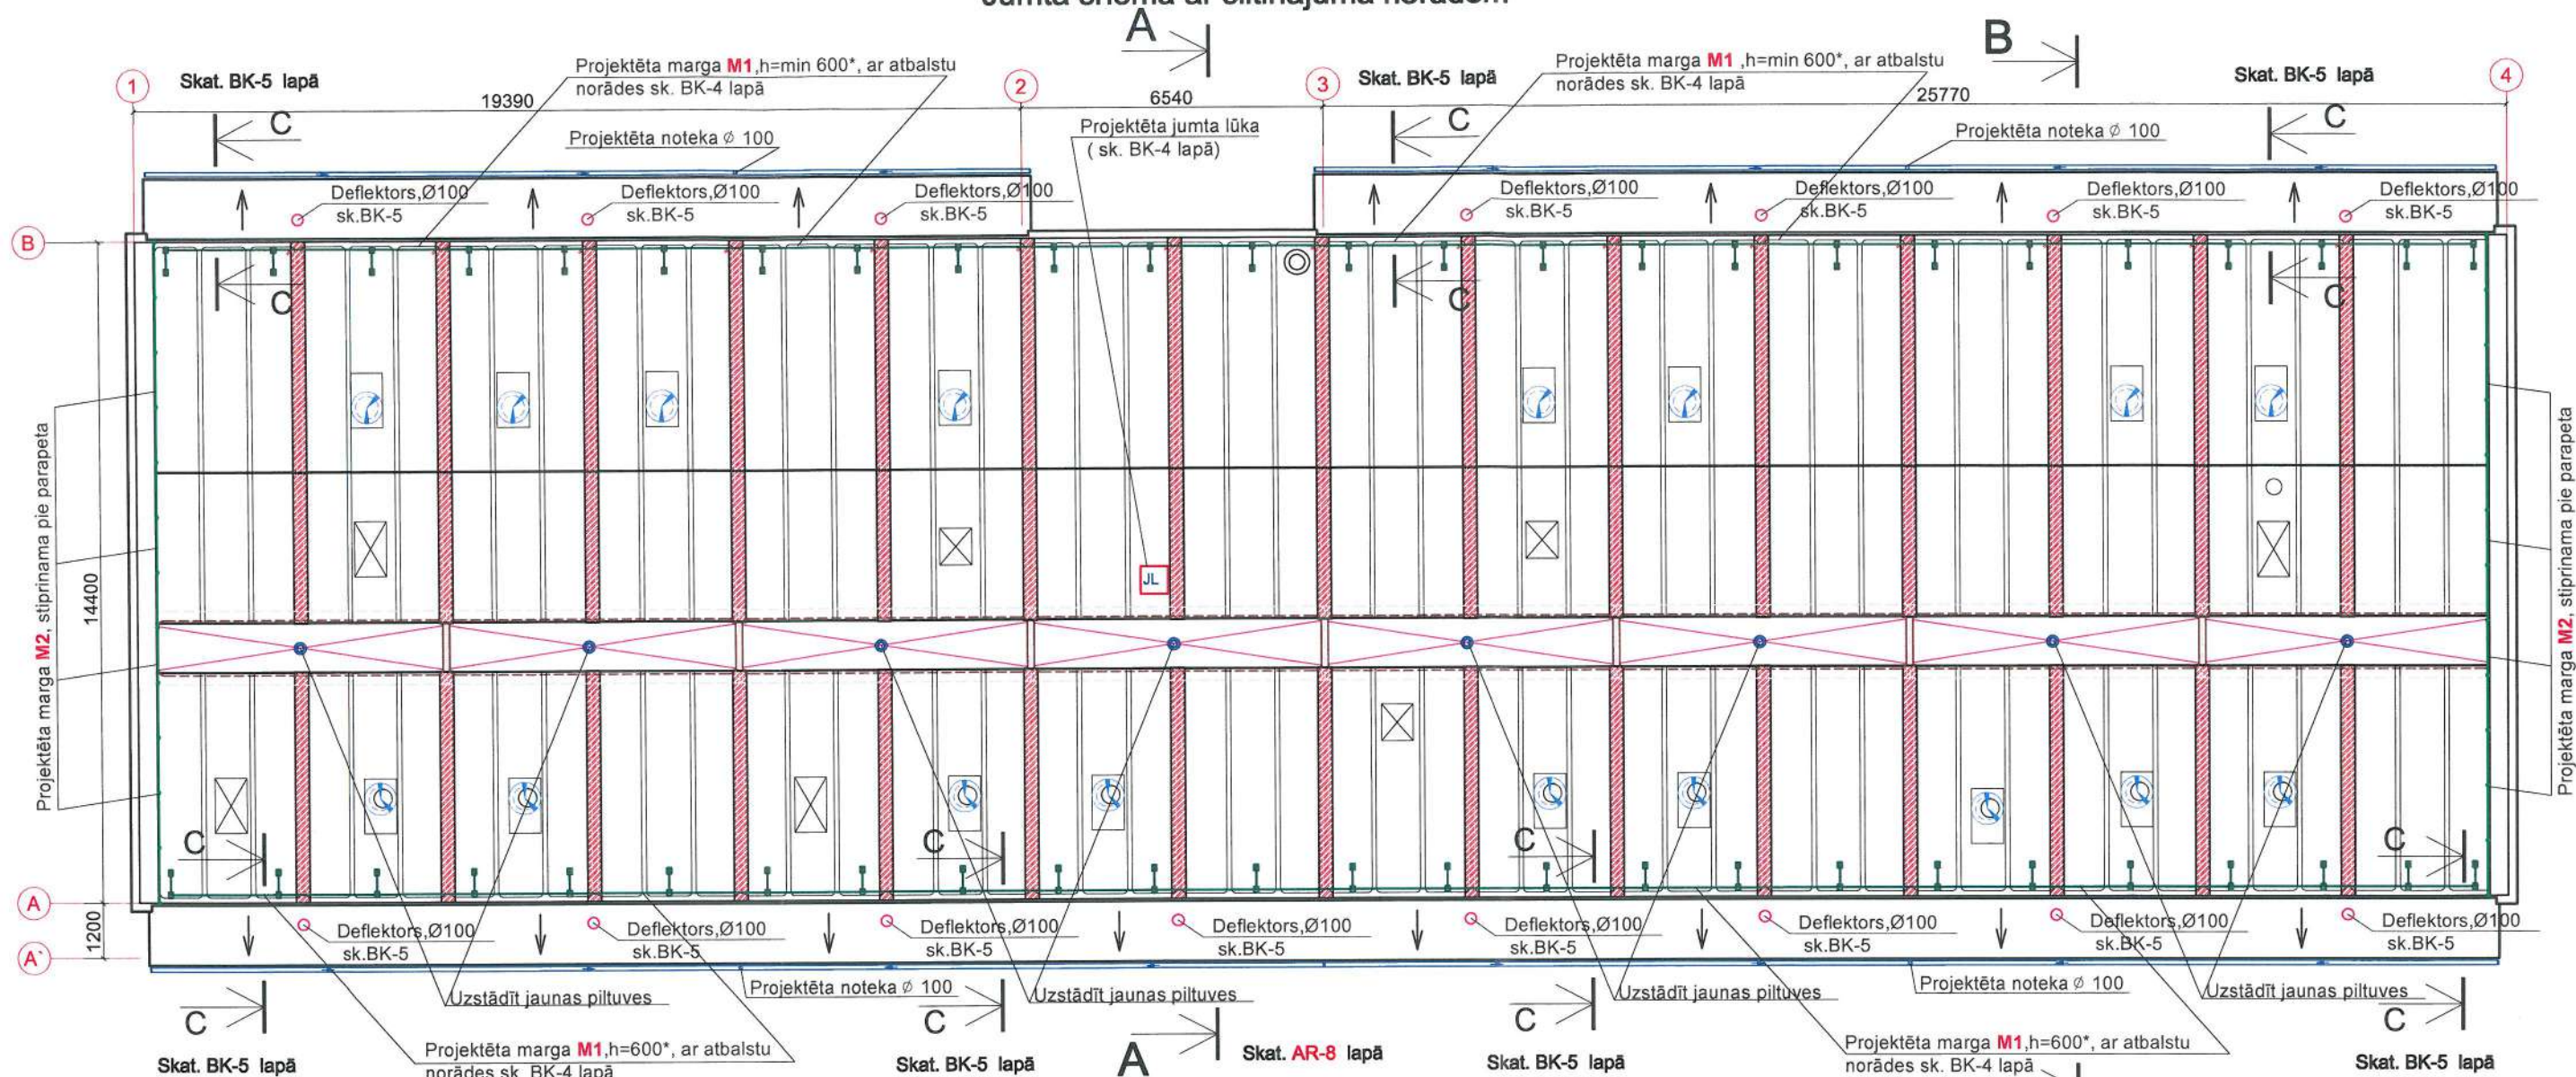 A
B
Projektēta marga M1,h=min 600*, ar atbalstu
norādes sk. BK-4 lapā
Projektēta marga M1 ,h=min 600*, ar atbalstu
norādes sk. BK-4 lapā
1
Skat. BK-5 lapā
2
3
Skat. BK-5 lapā
Skat. BK-5 lapā
4
19390
6540
25770
C
Projektēta noteka ∅ 100
Projektēta jumta lūka
( sk. BK-4 lapā)
C
Projektēta noteka ∅ 100
C
Deflektors,Ø100
sk.BK-5
Deflektors,Ø100
sk.BK-5
Deflektors,Ø100
sk.BK-5
Deflektors,Ø100
sk.BK-5
Deflektors,Ø100
sk.BK-5
Deflektors,Ø100
sk.BK-5
Deflektors,Ø100
sk.BK-5
B
C
C
C
Projektēta marga M2, stiprinama pie parapeta
14400
JL
Projektēta marga M2, stiprinama pie parapeta
C
C
C
C
A
1200
A`
Deflektors,Ø100
sk.BK-5
Deflektors,Ø100
sk.BK-5
Deflektors,Ø100
sk.BK-5
Deflektors,Ø100
sk.BK-5
Deflektors,Ø100
sk.BK-5
Deflektors,Ø100
sk.BK-5
Deflektors,Ø100
sk.BK-5
Deflektors,Ø100
sk.BK-5
Uzstādīt jaunas piltuves
Projektēta noteka ∅ 100
Uzstādīt jaunas piltuves
Uzstādīt jaunas piltuves
Projektēta noteka ∅ 100
Uzstādīt jaunas piltuves
C
C
C
C
Skat. BK-5 lapā
Projektēta marga M1,h=600*, ar atbalstu
norādes sk. BK-4 lapā
Skat. BK-5 lapā
A
Skat. AR-8 lapā
Skat. BK-5 lapā
Projektēta marga M1,h=600*, ar atbalstu
norādes sk. BK-4 lapā
Skat. BK-5 lapā